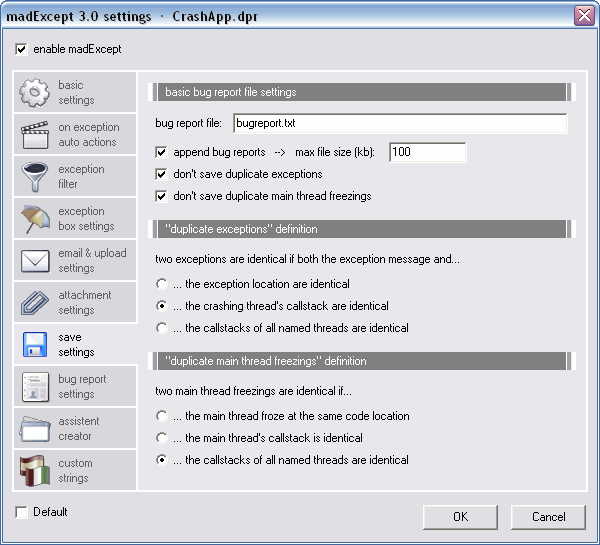 madExcept 3.0 settings · CrashApp.dpr
enable madExcept
basic
settings
on exception
auto actions
exception
filter
exception
box settings
email & upload
settings
attachment
settings
save
settings
bug report
settings
assistent
creator
custom
strings
basic bug report file settings
bug report file: bugreport.txt
append bug reports --> max file size (kb): 100
don't save duplicate exceptions
don't save duplicate main thread freezings
"duplicate exceptions" definition
two exceptions are identical if both the exception message and...
... the exception location are identical
... the crashing thread's callstack are identical
... the callstacks of all named threads are identical
"duplicate main thread freezings" definition
two main thread freezings are identical if...
... the main thread froze at the same code location
... the main thread's callstack is identical
... the callstacks of all named threads are identical
Default
OK
Cancel